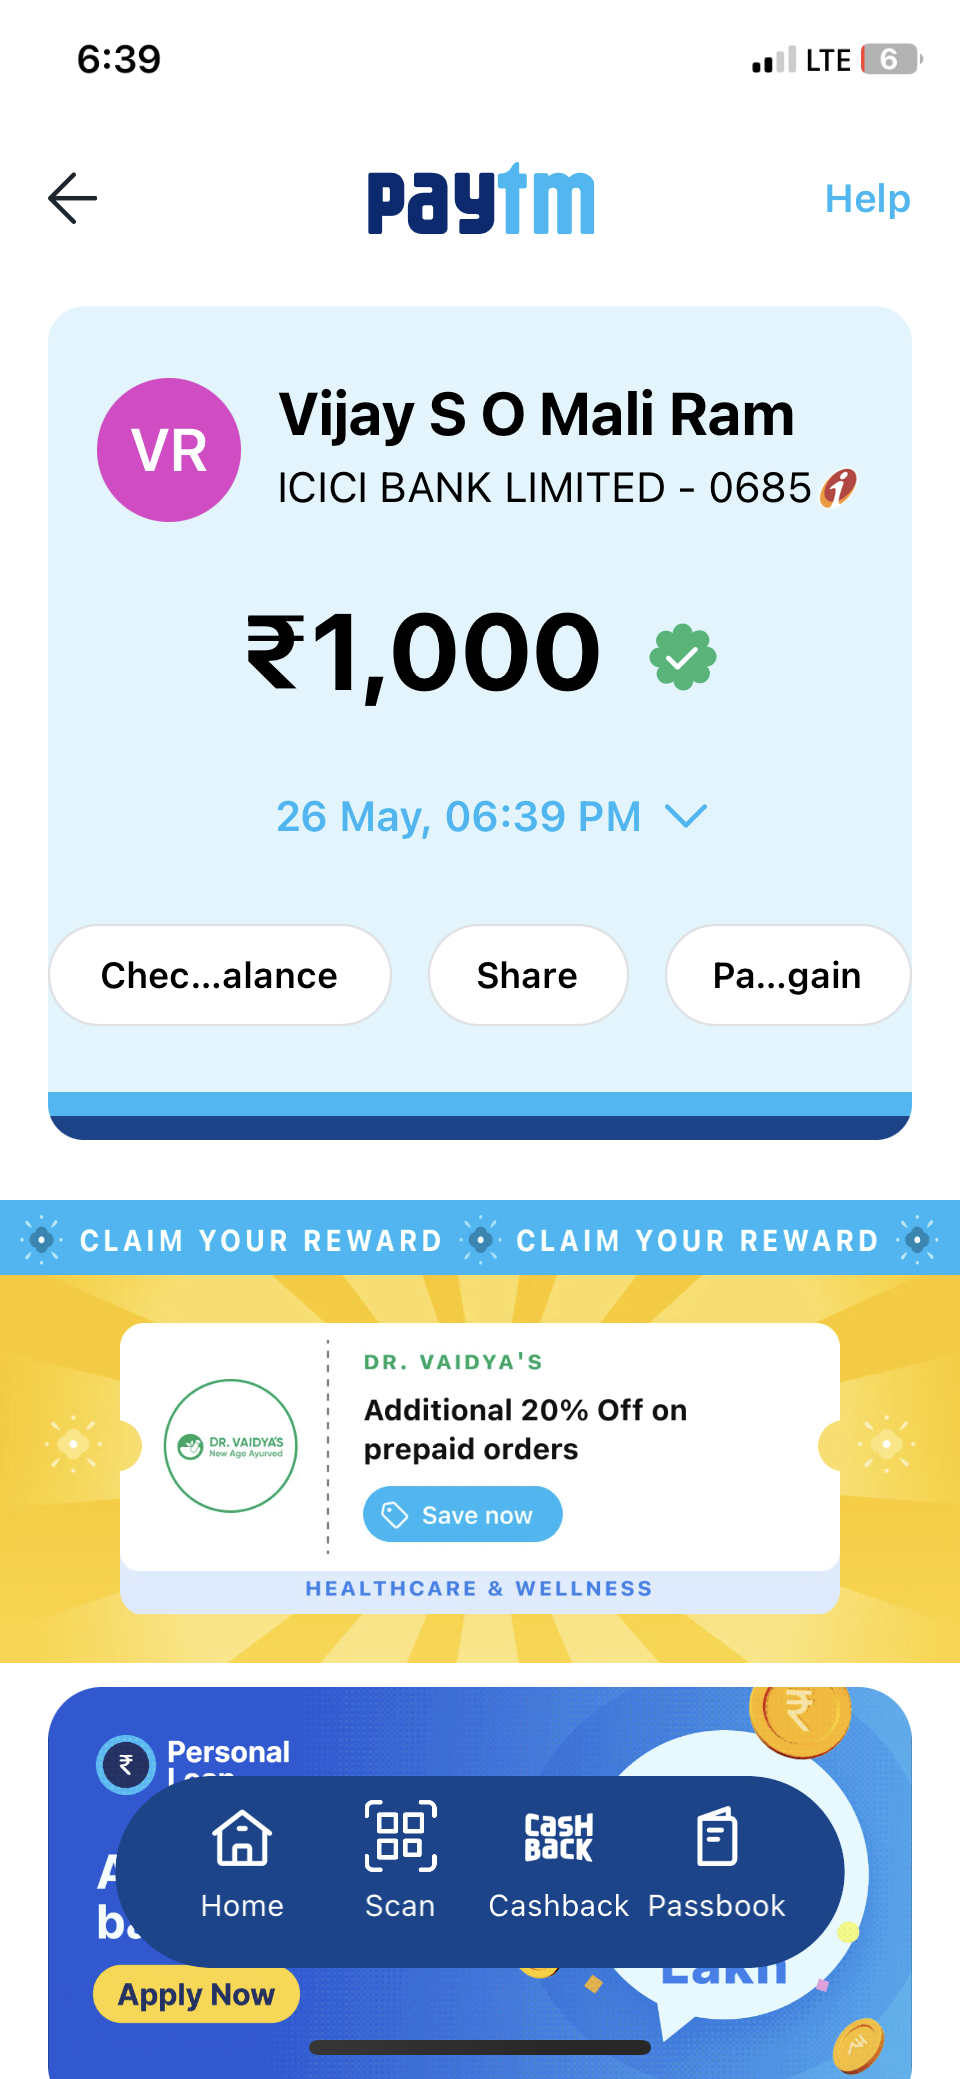 6:39
LTE 6
paytm
Help
VR
Vijay S O Mali Ram
ICICI BANK LIMITED - 0685
₹1,000
26 May, 06:39 PM
Chec...alance
Share
Pa...gain
CLAIM YOUR REWARD CLAIM YOUR REWARD
DR. VAIDYA'S
DR. VAIDYA'S
New Age Ayurved
Additional 20% Off on
prepaid orders
Save now
HEALTHCARE & WELLNESS
₹
₹
Personal
Loan
Home
Scan
CASH
BACK
Cashback
Passbook
Lakh
Apply Now